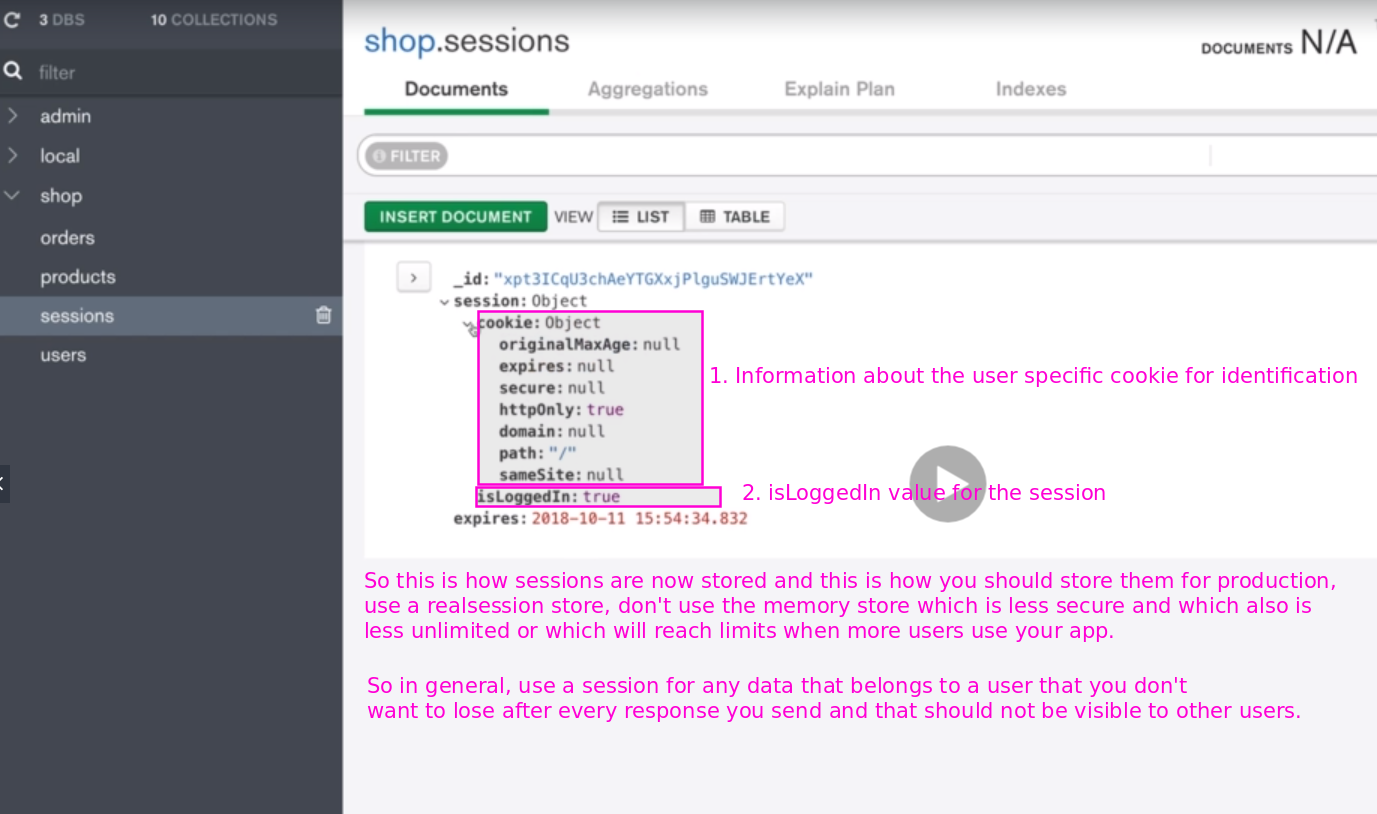 3 DBS 10 COLLECTIONS
filter
admin
local
shop
orders
products
sessions
users
shop.sessions
DOCUMENTS N/A
Documents Aggregations Explain Plan Indexes
FILTER
INSERT DOCUMENT VIEW LIST TABLE
_id: "xpt3ICqU3chAeYTGXxjPlguSWJErtYeX"
session: Object
cookie: Object
originalMaxAge: null
expires: null
secure: null
httpOnly: true
domain: null
path: "/"
sameSite: null
isLoggedIn: true
expires: 2018-10-11 15:54:34.832
1. Information about the user specific cookie for identification
2. isLoggedIn value for the session
So this is how sessions are now stored and this is how you should store them for production,
use a realsession store, don't use the memory store which is less secure and which also is
less unlimited or which will reach limits when more users use your app.
So in general, use a session for any data that belongs to a user that you don't
want to lose after every response you send and that should not be visible to other users.